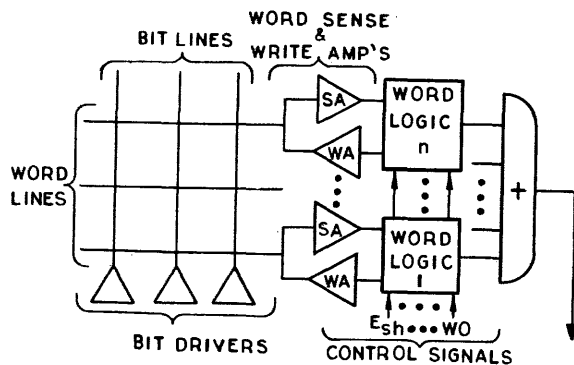 WORD SENSE
&
WRITE AMP'S
BIT LINES
SA
WORD
LOGIC
n
WA
WORD
LINES
+
SA
WORD
LOGIC
1
WA
Esh WO
BIT DRIVERS
CONTROL SIGNALS